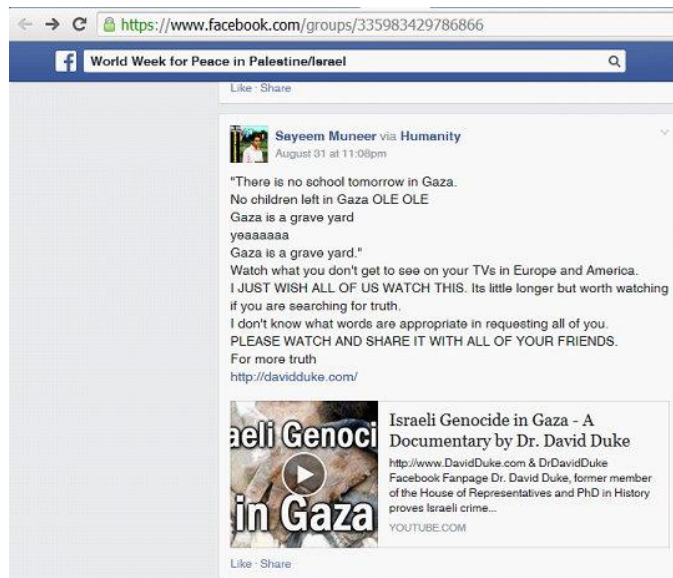 https://www.facebook.com/groups/335983429786866
World Week for Peace in Palestine/Israel
Like · Share
Sayeem Muneer via Humanity
August 31 at 11:08pm
"There is no school tomorrow in Gaza.
No children left in Gaza OLE OLE
Gaza is a grave yard
yeaaaaaa
Gaza is a grave yard."
Watch what you don't get to see on your TVs in Europe and America.
I JUST WISH ALL OF US WATCH THIS. Its little longer but worth watching
if you are searching for truth.
I don't know what words are appropriate in requesting all of you.
PLEASE WATCH AND SHARE IT WITH ALL OF YOUR FRIENDS.
For more truth
http://davidduke.com/
aeli Genoci
in Gaza
Israeli Genocide in Gaza - A
Documentary by Dr. David Duke
http://www.DavidDuke.com & DrDavidDuke
Facebook Fanpage Dr. David Duke, former member
of the House of Representatives and PhD in History
proves Israeli crime...
YOUTUBE.COM
Like · Share